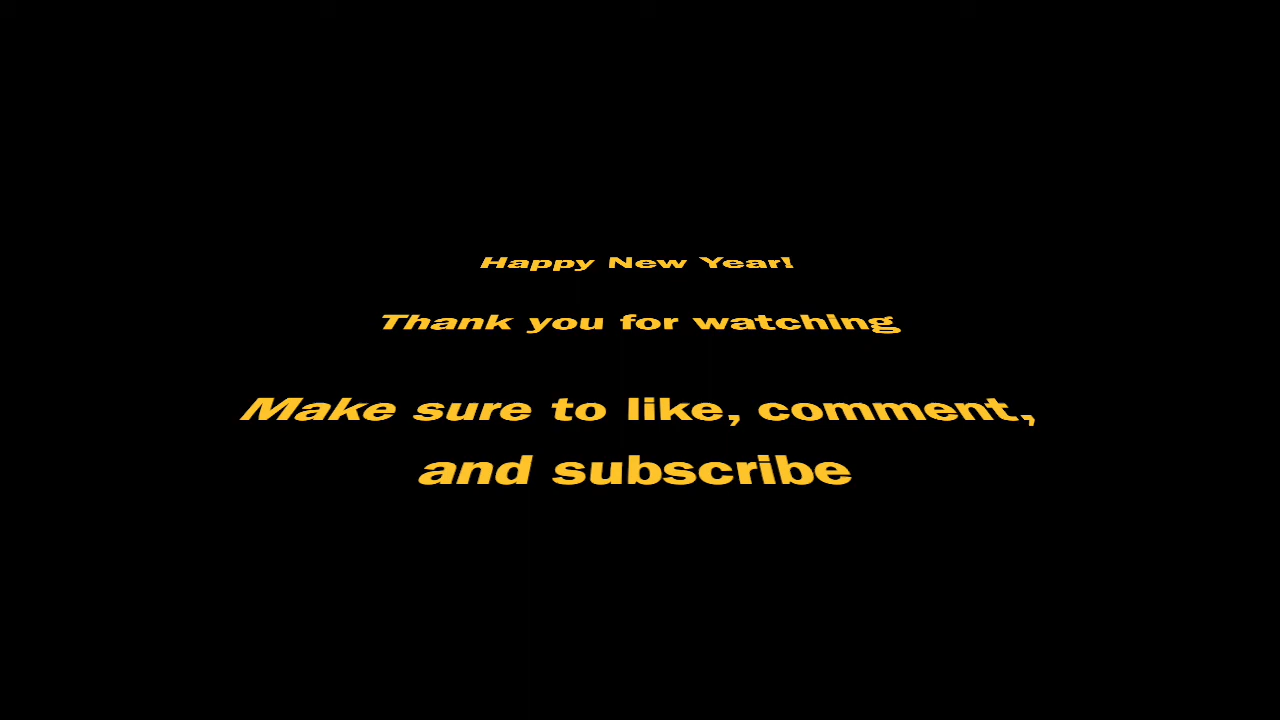 Happy New Year!
Thank you for watching
Make sure to like, comment,
and subscribe